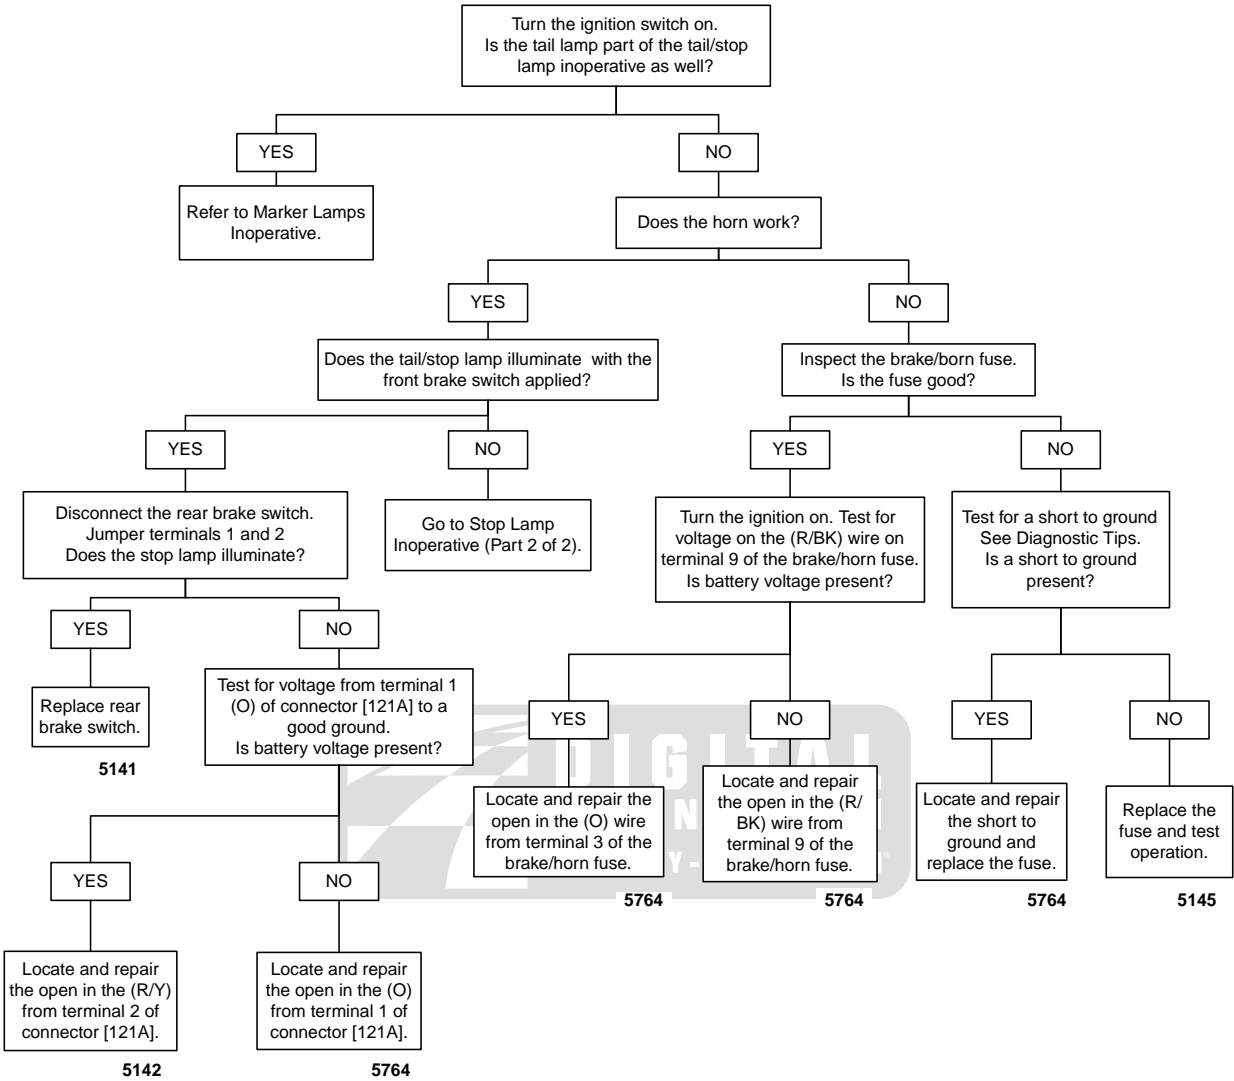 Turn the ignition switch on.
Is the tail lamp part of the tail/stop
lamp inoperative as well?
YES
NO
Refer to Marker Lamps
Inoperative.
Does the horn work?
YES
NO
Does the tail/stop lamp illuminate with the
front brake switch applied?
Inspect the brake/born fuse.
Is the fuse good?
YES
NO
YES
NO
Disconnect the rear brake switch.
Jumper terminals 1 and 2
Does the stop lamp illuminate?
Go to Stop Lamp
Inoperative (Part 2 of 2).
Turn the ignition on. Test for
voltage on the (R/BK) wire on
terminal 9 of the brake/horn fuse.
Is battery voltage present?
Test for a short to ground
See Diagnostic Tips.
Is a short to ground
present?
YES
NO
Replace rear
brake switch.
5141
Test for voltage from terminal 1
(O) of connector [121A] to a
good ground.
Is battery voltage present?
YES
NO
YES
NO
DIGITAL
Locate and repair the
open in the (O) wire
from terminal 3 of the
brake/horn fuse.
5764
Locate and repair
the open in the (R/
BK) wire from
terminal 9 of the
brake/horn fuse.
5764
Locate and repair
the short to
ground and
replace the fuse.
5764
Replace the
fuse and test
operation.
5145
YES
NO
Locate and repair
the open in the (R/Y)
from terminal 2 of
connector [121A].
5142
Locate and repair
the open in the (O)
from terminal 1 of
connector [121A].
5764